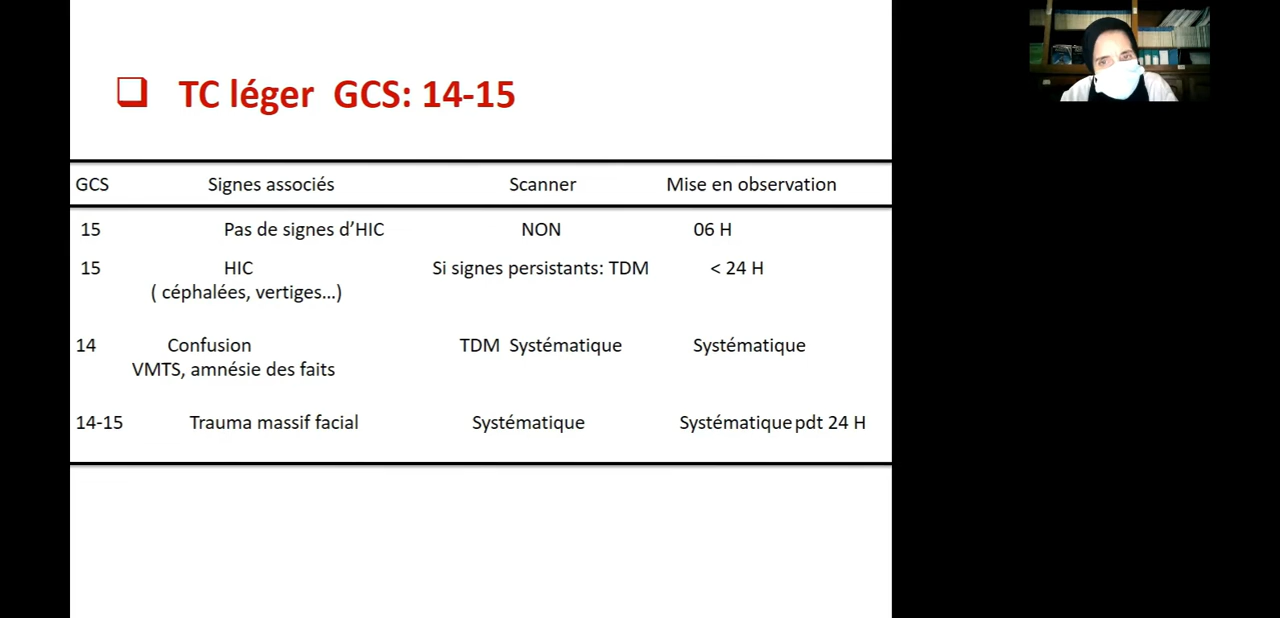 TC léger GCS: 14-15
GCS Signes associés Scanner Mise en observation
15 Pas de signes d’HIC NON 06 H
15 HIC Si signes persistants: TDM < 24 H
( céphalées, vertiges…)
14 Confusion TDM Systématique Systématique
VMTS, amnésie des faits
14-15 Trauma massif facial Systématique Systématique pdt 24 H